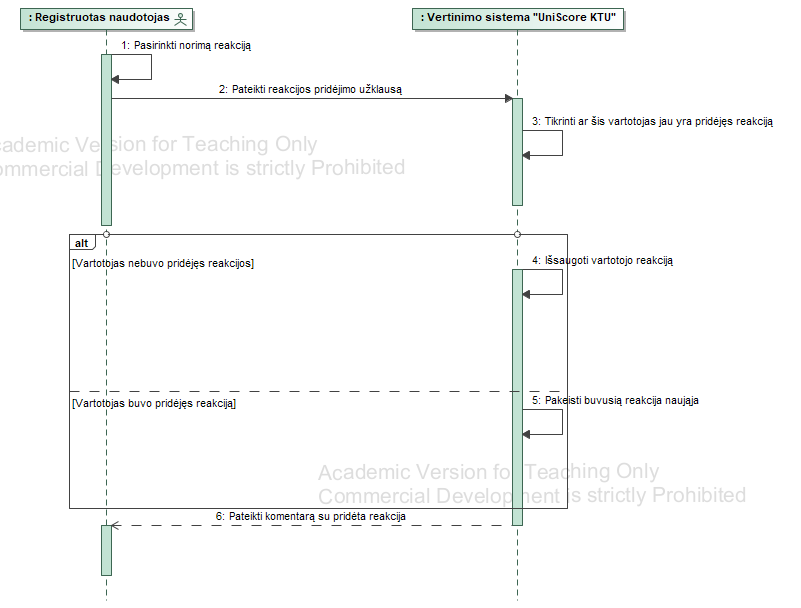 : Registruotas naudotojas
: Vertinimo sistema "UniScore KTU"
1: Pasirinkti norimą reakciją
2: Pateikti reakcijos pridėjimo užklausą
3: Tikrinti ar šis vartotojas jau yra pridėjęs reakciją
cademic Version for Teaching Only
ommercial Development is strictly Prohibited
alt
[Vartotojas nebuvo pridėjęs reakcijos]
4: Išsaugoti vartotojo reakciją
[Vartotojas buvo pridėjęs reakciją]
5: Pakeisti buvusią reakcija naująja
Academic Version for Teaching Only
Commercial Development is strictly Prohibited
6: Pateikti komentarą su pridėta reakcija